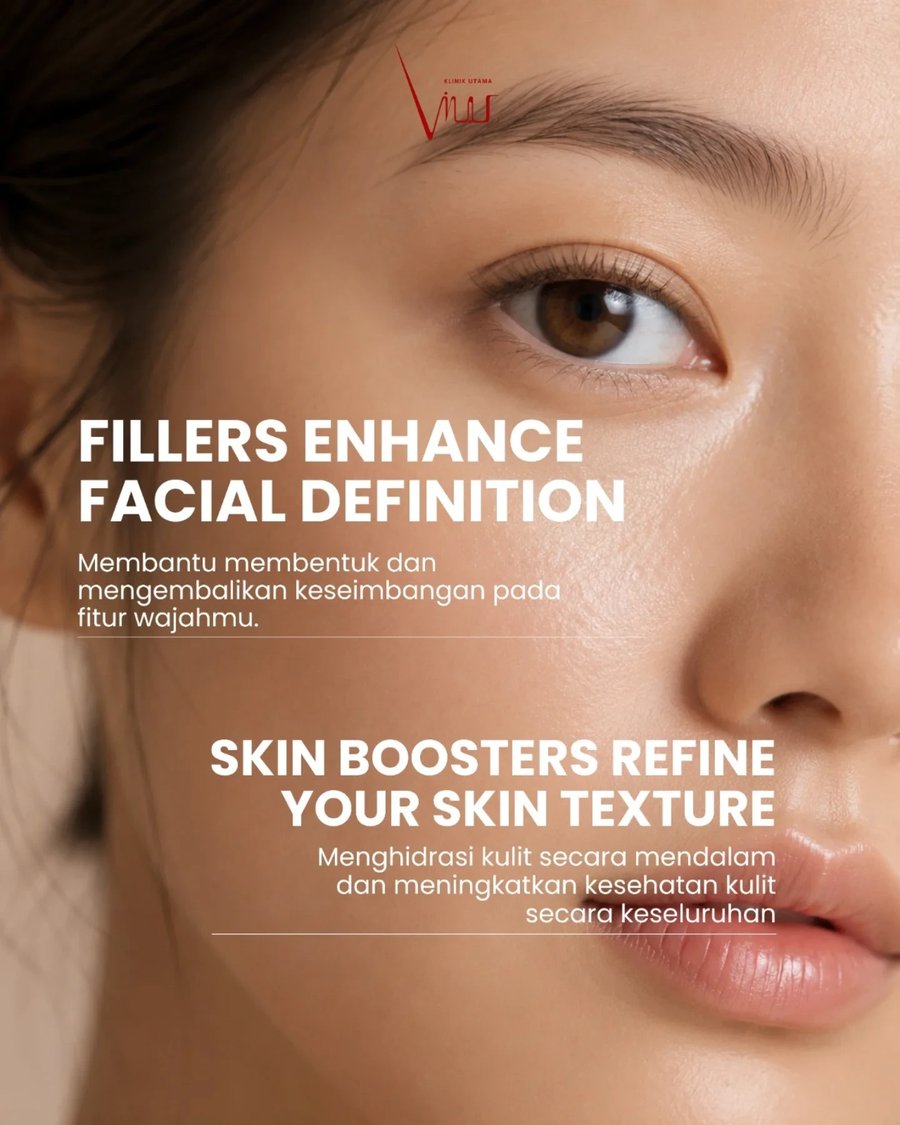 KLINIK UTAMA
FILLERS ENHANCE
FACIAL DEFINITION
Membantu membentuk dan
mengembalikan keseimbangan pada
fitur wajahmu.
SKIN BOOSTERS REFINE
YOUR SKIN TEXTURE
Menghidrasi kulit secara mendalam
dan meningkatkan kesehatan kulit
secara keseluruhan